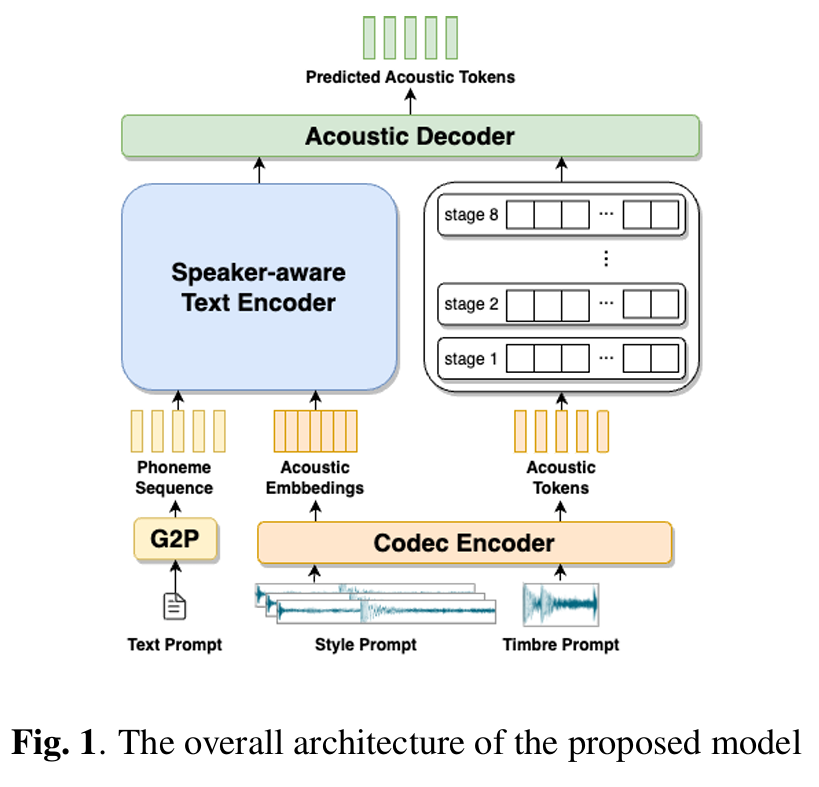 Predicted Acoustic Tokens
Acoustic Decoder
Speaker-aware
Text Encoder
stage 8 ...
⋮
stage 2 ...
stage 1 ...
Phoneme
Sequence
Acoustic
Embbedings
Acoustic
Tokens
G2P
Codec Encoder
Text Prompt
Style Prompt
Timbre Prompt
Fig. 1. The overall architecture of the proposed model